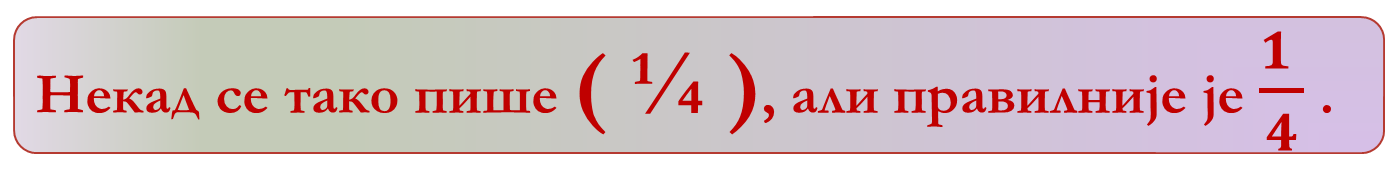 Некад се тако пише ( ¼ ), али правилније је 1/4 .